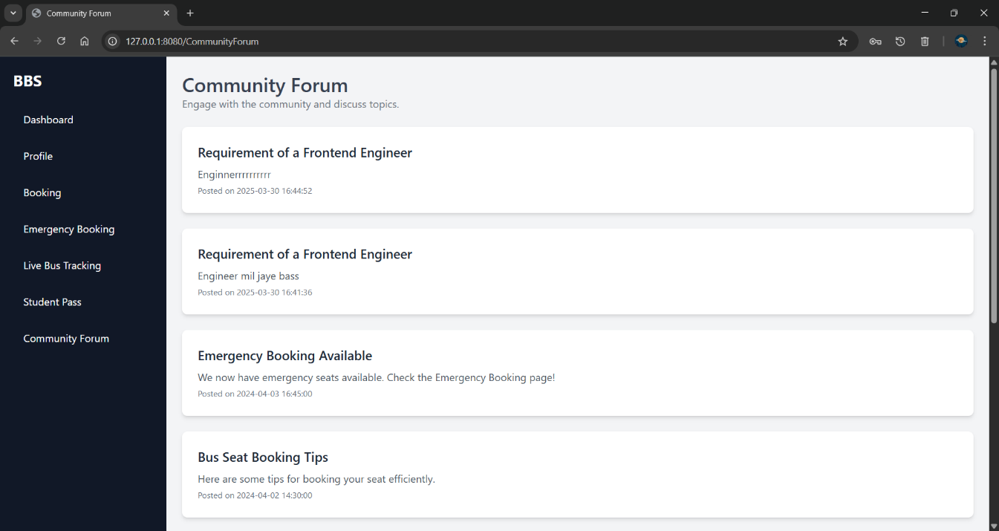 Community Forum
127.0.0.1:8080/CommunityForum
BBS
Dashboard
Profile
Booking
Emergency Booking
Live Bus Tracking
Student Pass
Community Forum
Community Forum
Engage with the community and discuss topics.
Requirement of a Frontend Engineer
Enginnerrrrrrrrrr
Posted on 2025-03-30 16:44:52
Requirement of a Frontend Engineer
Engineer mil jaye bass
Posted on 2025-03-30 16:41:36
Emergency Booking Available
We now have emergency seats available. Check the Emergency Booking page!
Posted on 2024-04-03 16:45:00
Bus Seat Booking Tips
Here are some tips for booking your seat efficiently.
Posted on 2024-04-02 14:30:00